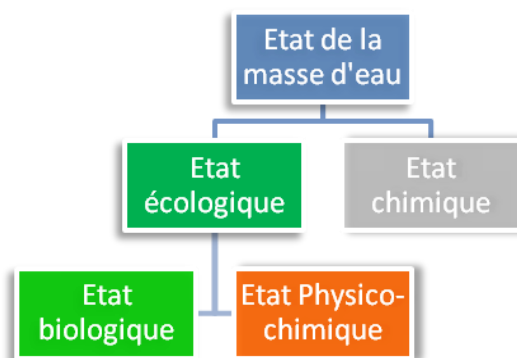 Etat de la
masse d'eau
Etat
écologique
Etat
chimique
Etat
biologique
Etat Physico-
chimique